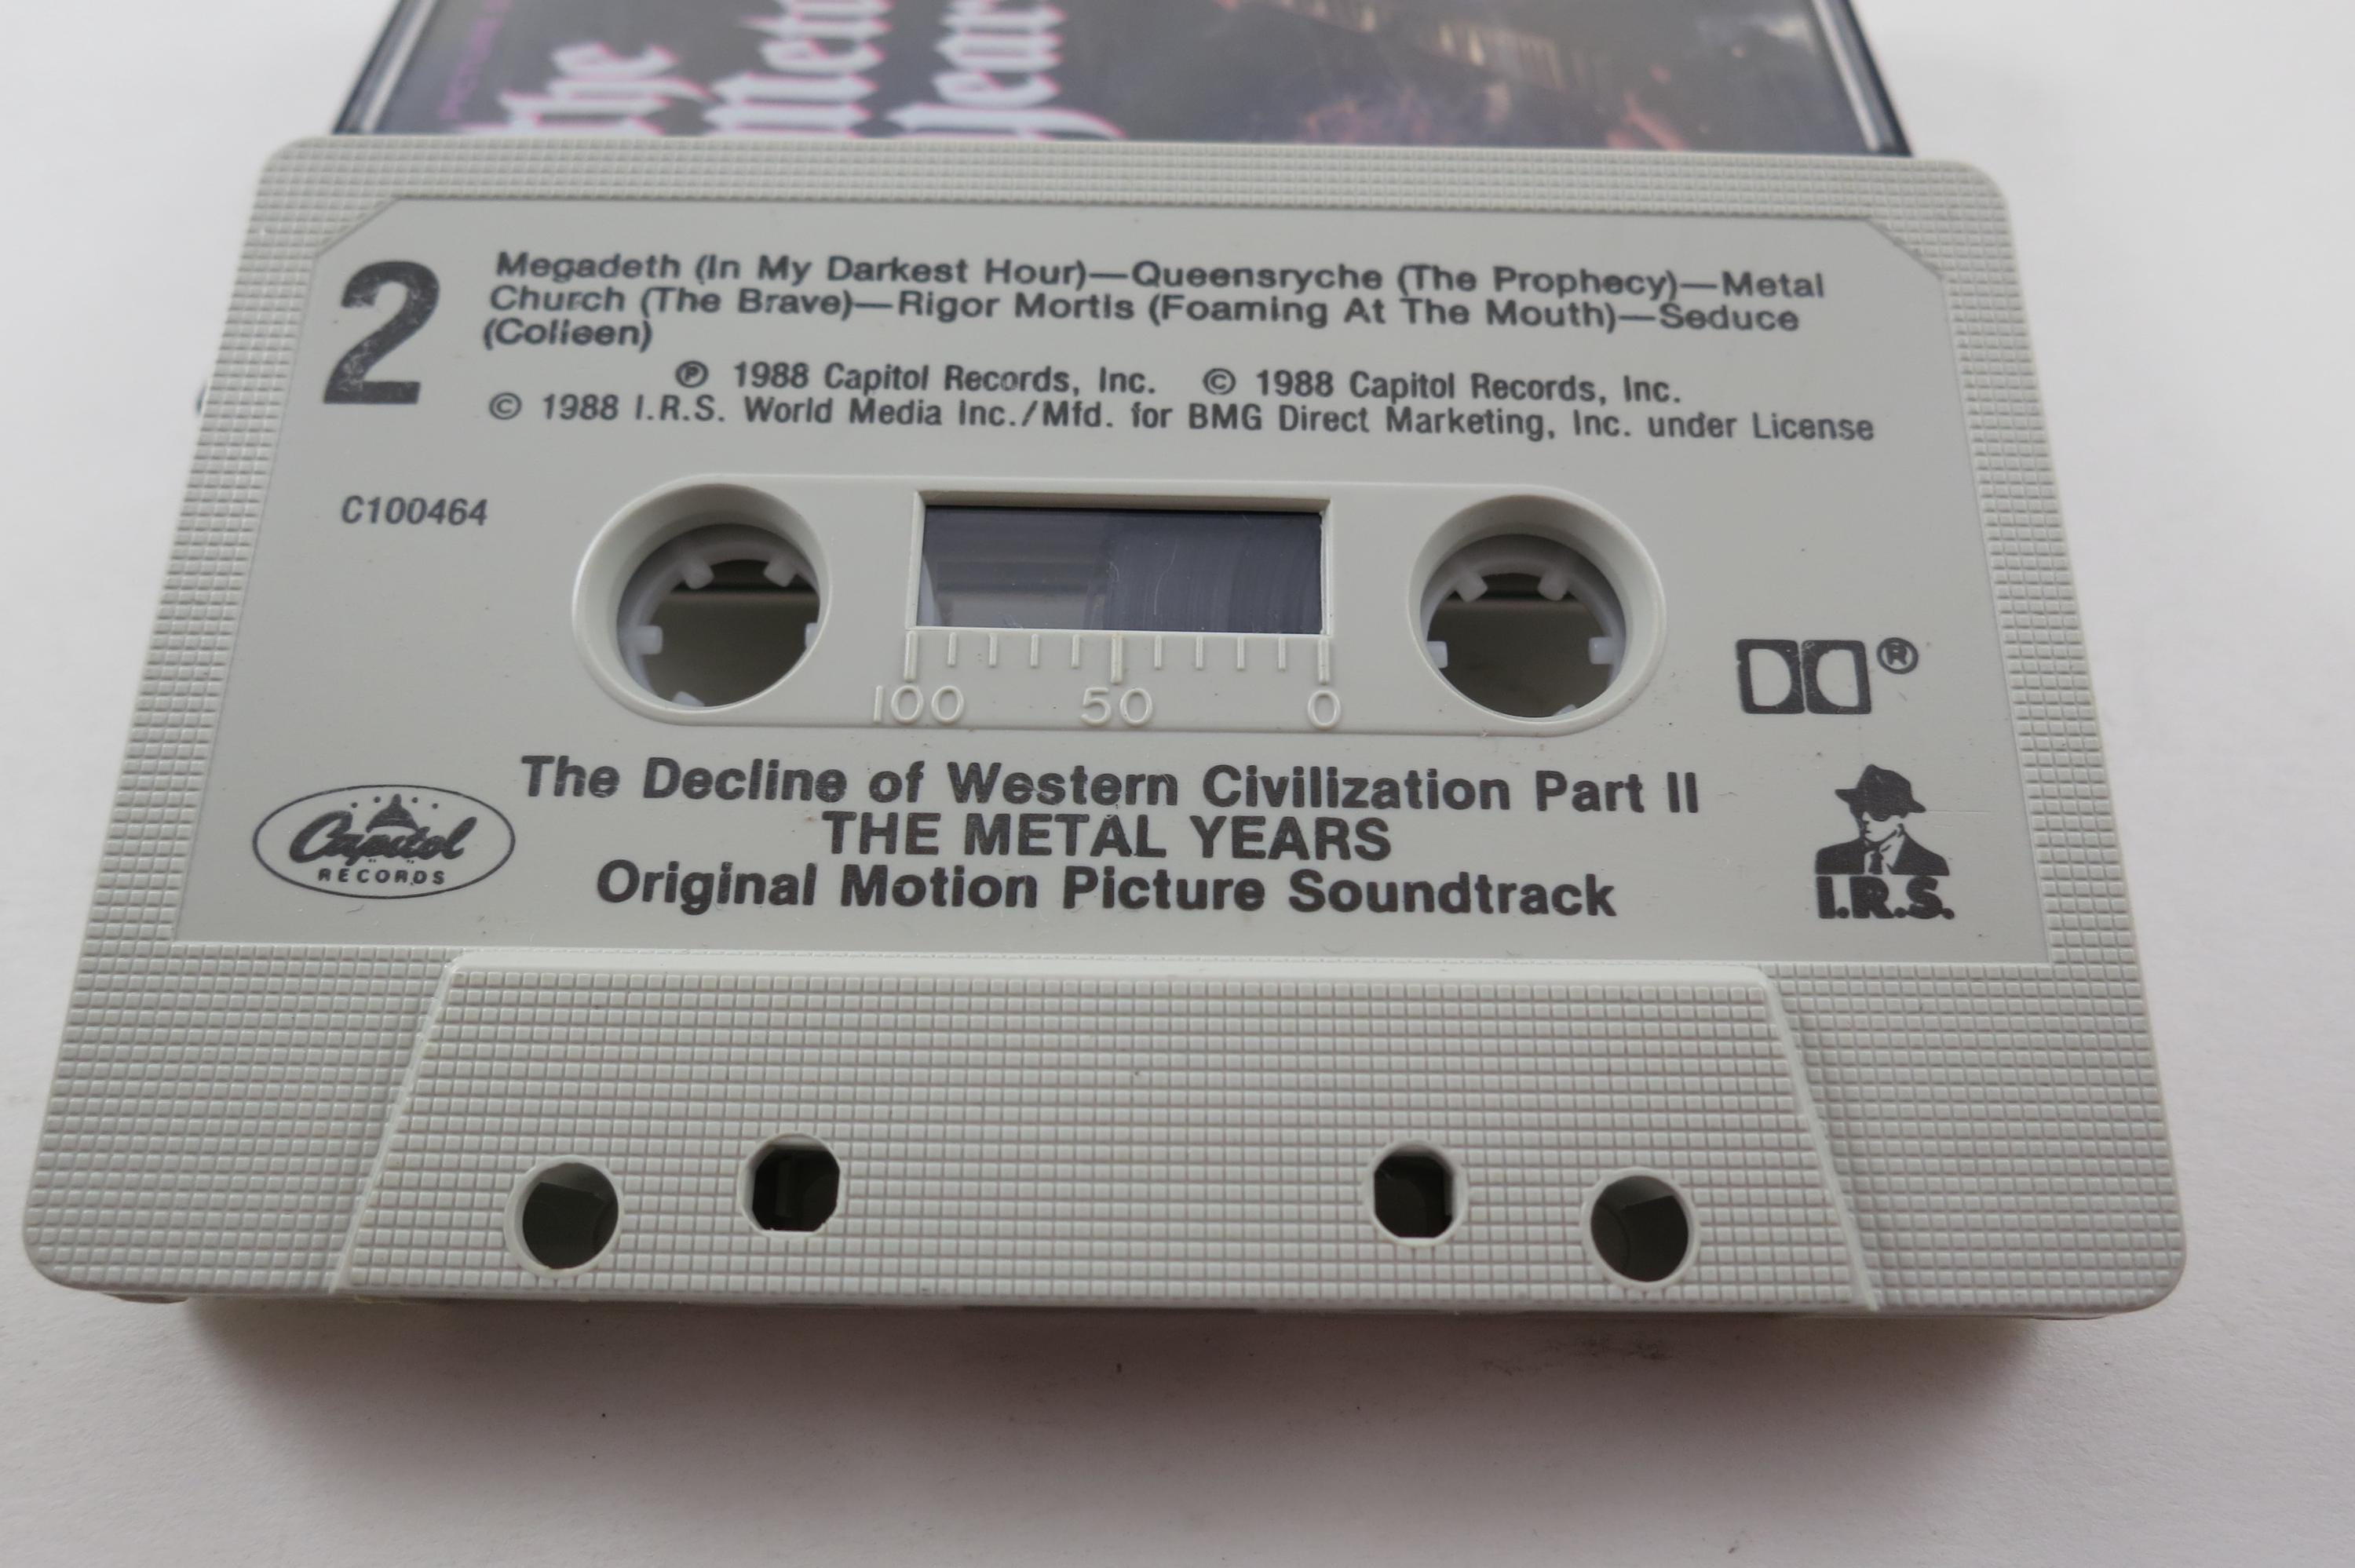 the
Metal
Years
2
Megadeth (In My Darkest Hour)—Queensryche (The Prophecy)—Metal
Church (The Brave)—Rigor Mortis (Foaming At The Mouth)—Seduce
(Colleen)
℗ 1988 Capitol Records, Inc. © 1988 Capitol Records, Inc.
© 1988 I.R.S. World Media Inc./Mfd. for BMG Direct Marketing, Inc. under License
C100464
100 50 0
®
The Decline of Western Civilization Part II
THE METAL YEARS
Original Motion Picture Soundtrack
Capitol
RECORDS
I.R.S.